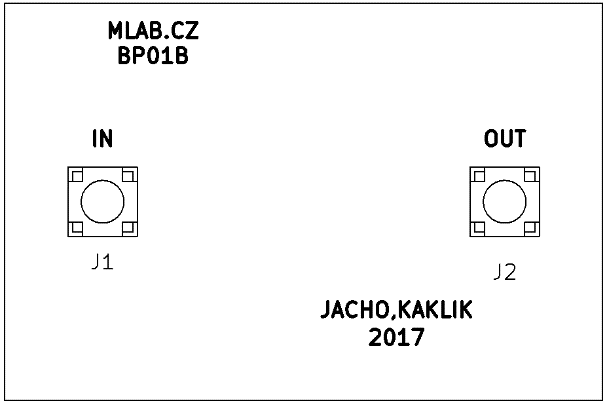 MLAB.CZ
BP01B
IN
OUT
J1
J2
JACHO,KAKLIK
2017